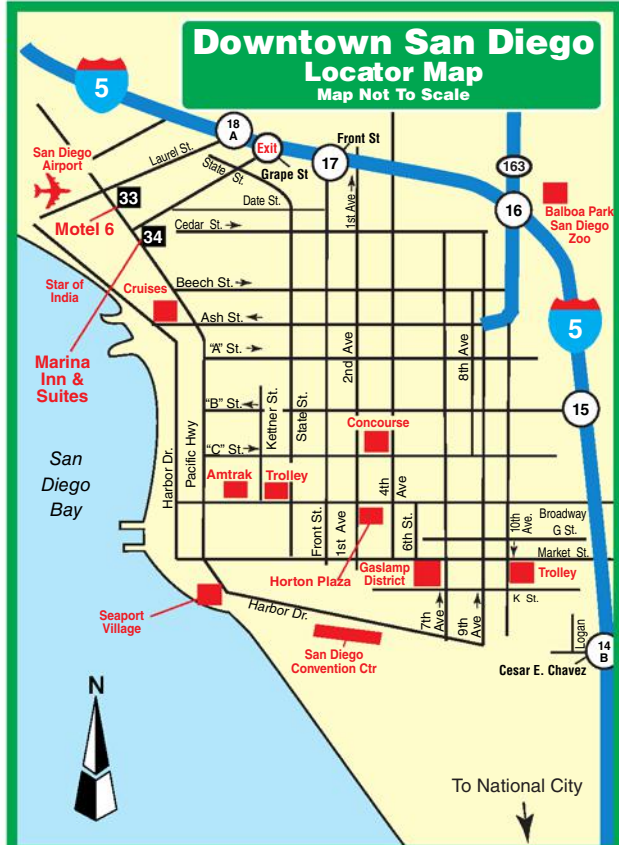 Downtown San Diego
Locator Map
Map Not To Scale
5
18
A
Exit
Front St
17
163
16
San Diego
Airport
Laurel St.
State St.
Grape St
1st Ave
33
Motel 6
Date St.
Balboa Park
San Diego
Zoo
34
Cedar St.
Star of
India
Cruises
Beech St.
Ash St.
5
Marina
Inn &
Suites
"A" St.
2nd Ave
8th Ave
"B" St.
Kettner St.
State St.
15
Concourse
"C" St.
San
Diego
Bay
Harbor Dr.
Pacific Hwy
Amtrak
Trolley
4th
Ave
Front St.
1st Ave
6th St.
10th
Ave.
Broadway
G St.
Market St.
Horton Plaza
Gaslamp
District
Trolley
K St.
Seaport
Village
Harbor Dr.
7th
Ave
9th
Ave
San Diego
Convention Ctr
Logan
14
B
Cesar E. Chavez
N
To National City